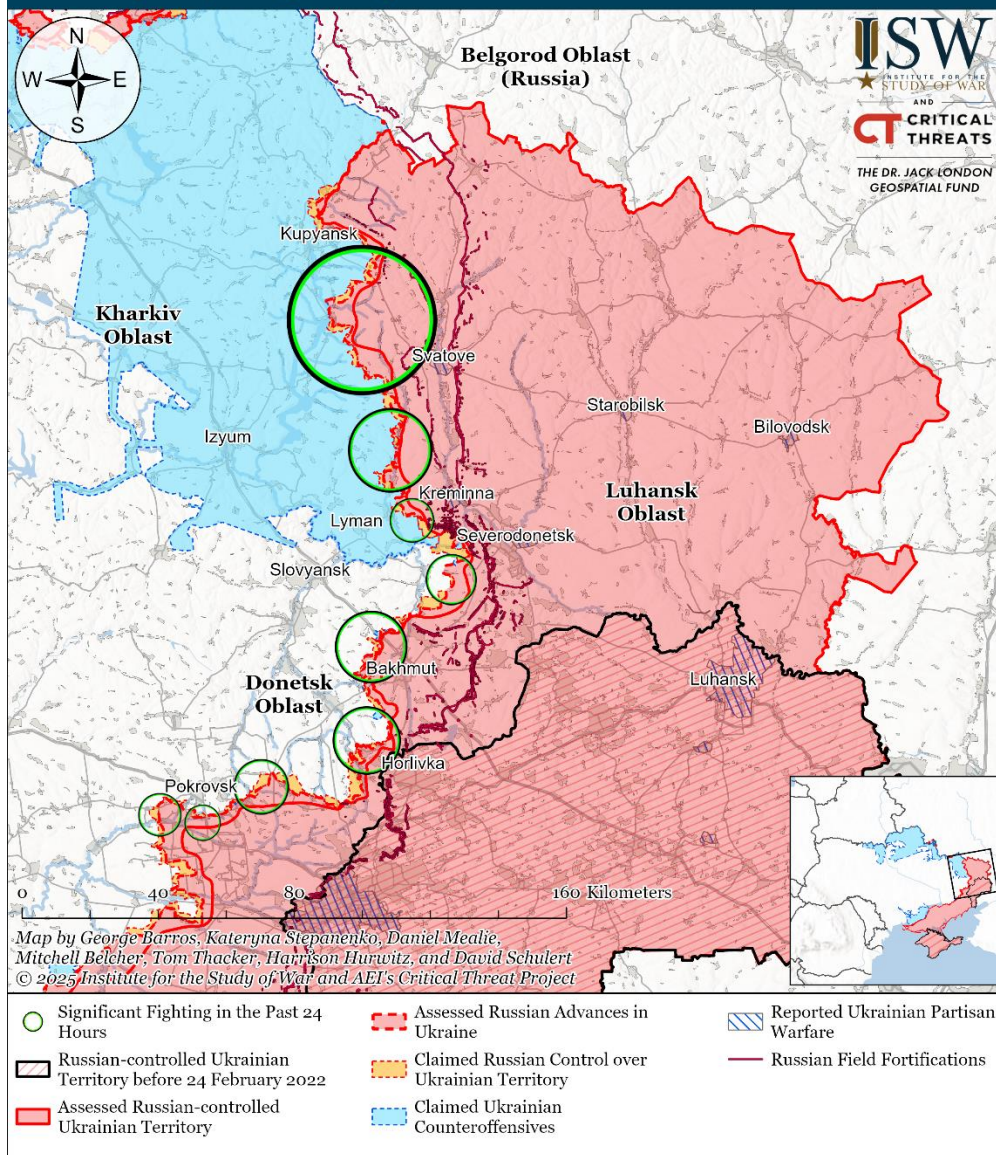 N
W
E
S
Belgorod Oblast
(Russia)
ISW
INSTITUTE FOR THE
STUDY OF WAR
AND
CT CRITICAL
THREATS
THE DR. JACK LONDON
GEOSPATIAL FUND
Kupyansk
Kharkiv
Oblast
Svatove
Starobilsk
Bilovodsk
Izyum
Kreminna
Luhansk
Oblast
Lyman
Severodonetsk
Slovyansk
Bakhmut
Luhansk
Donetsk
Oblast
Horlivka
Pokrovsk
0 40 80 160 Kilometers
Map by George Barros, Kateryna Stepanenko, Daniel Mealie,
Mitchell Belcher, Tom Thacker, Harrison Hurwitz, and David Schulert
© 2025 Institute for the Study of War and AEI's Critical Threat Project
Significant Fighting in the Past 24
Hours
Russian-controlled Ukrainian
Territory before 24 February 2022
Assessed Russian-controlled
Ukrainian Territory
Assessed Russian Advances in
Ukraine
Claimed Russian Control over
Ukrainian Territory
Claimed Ukrainian
Counteroffensives
Reported Ukrainian Partisan
Warfare
Russian Field Fortifications